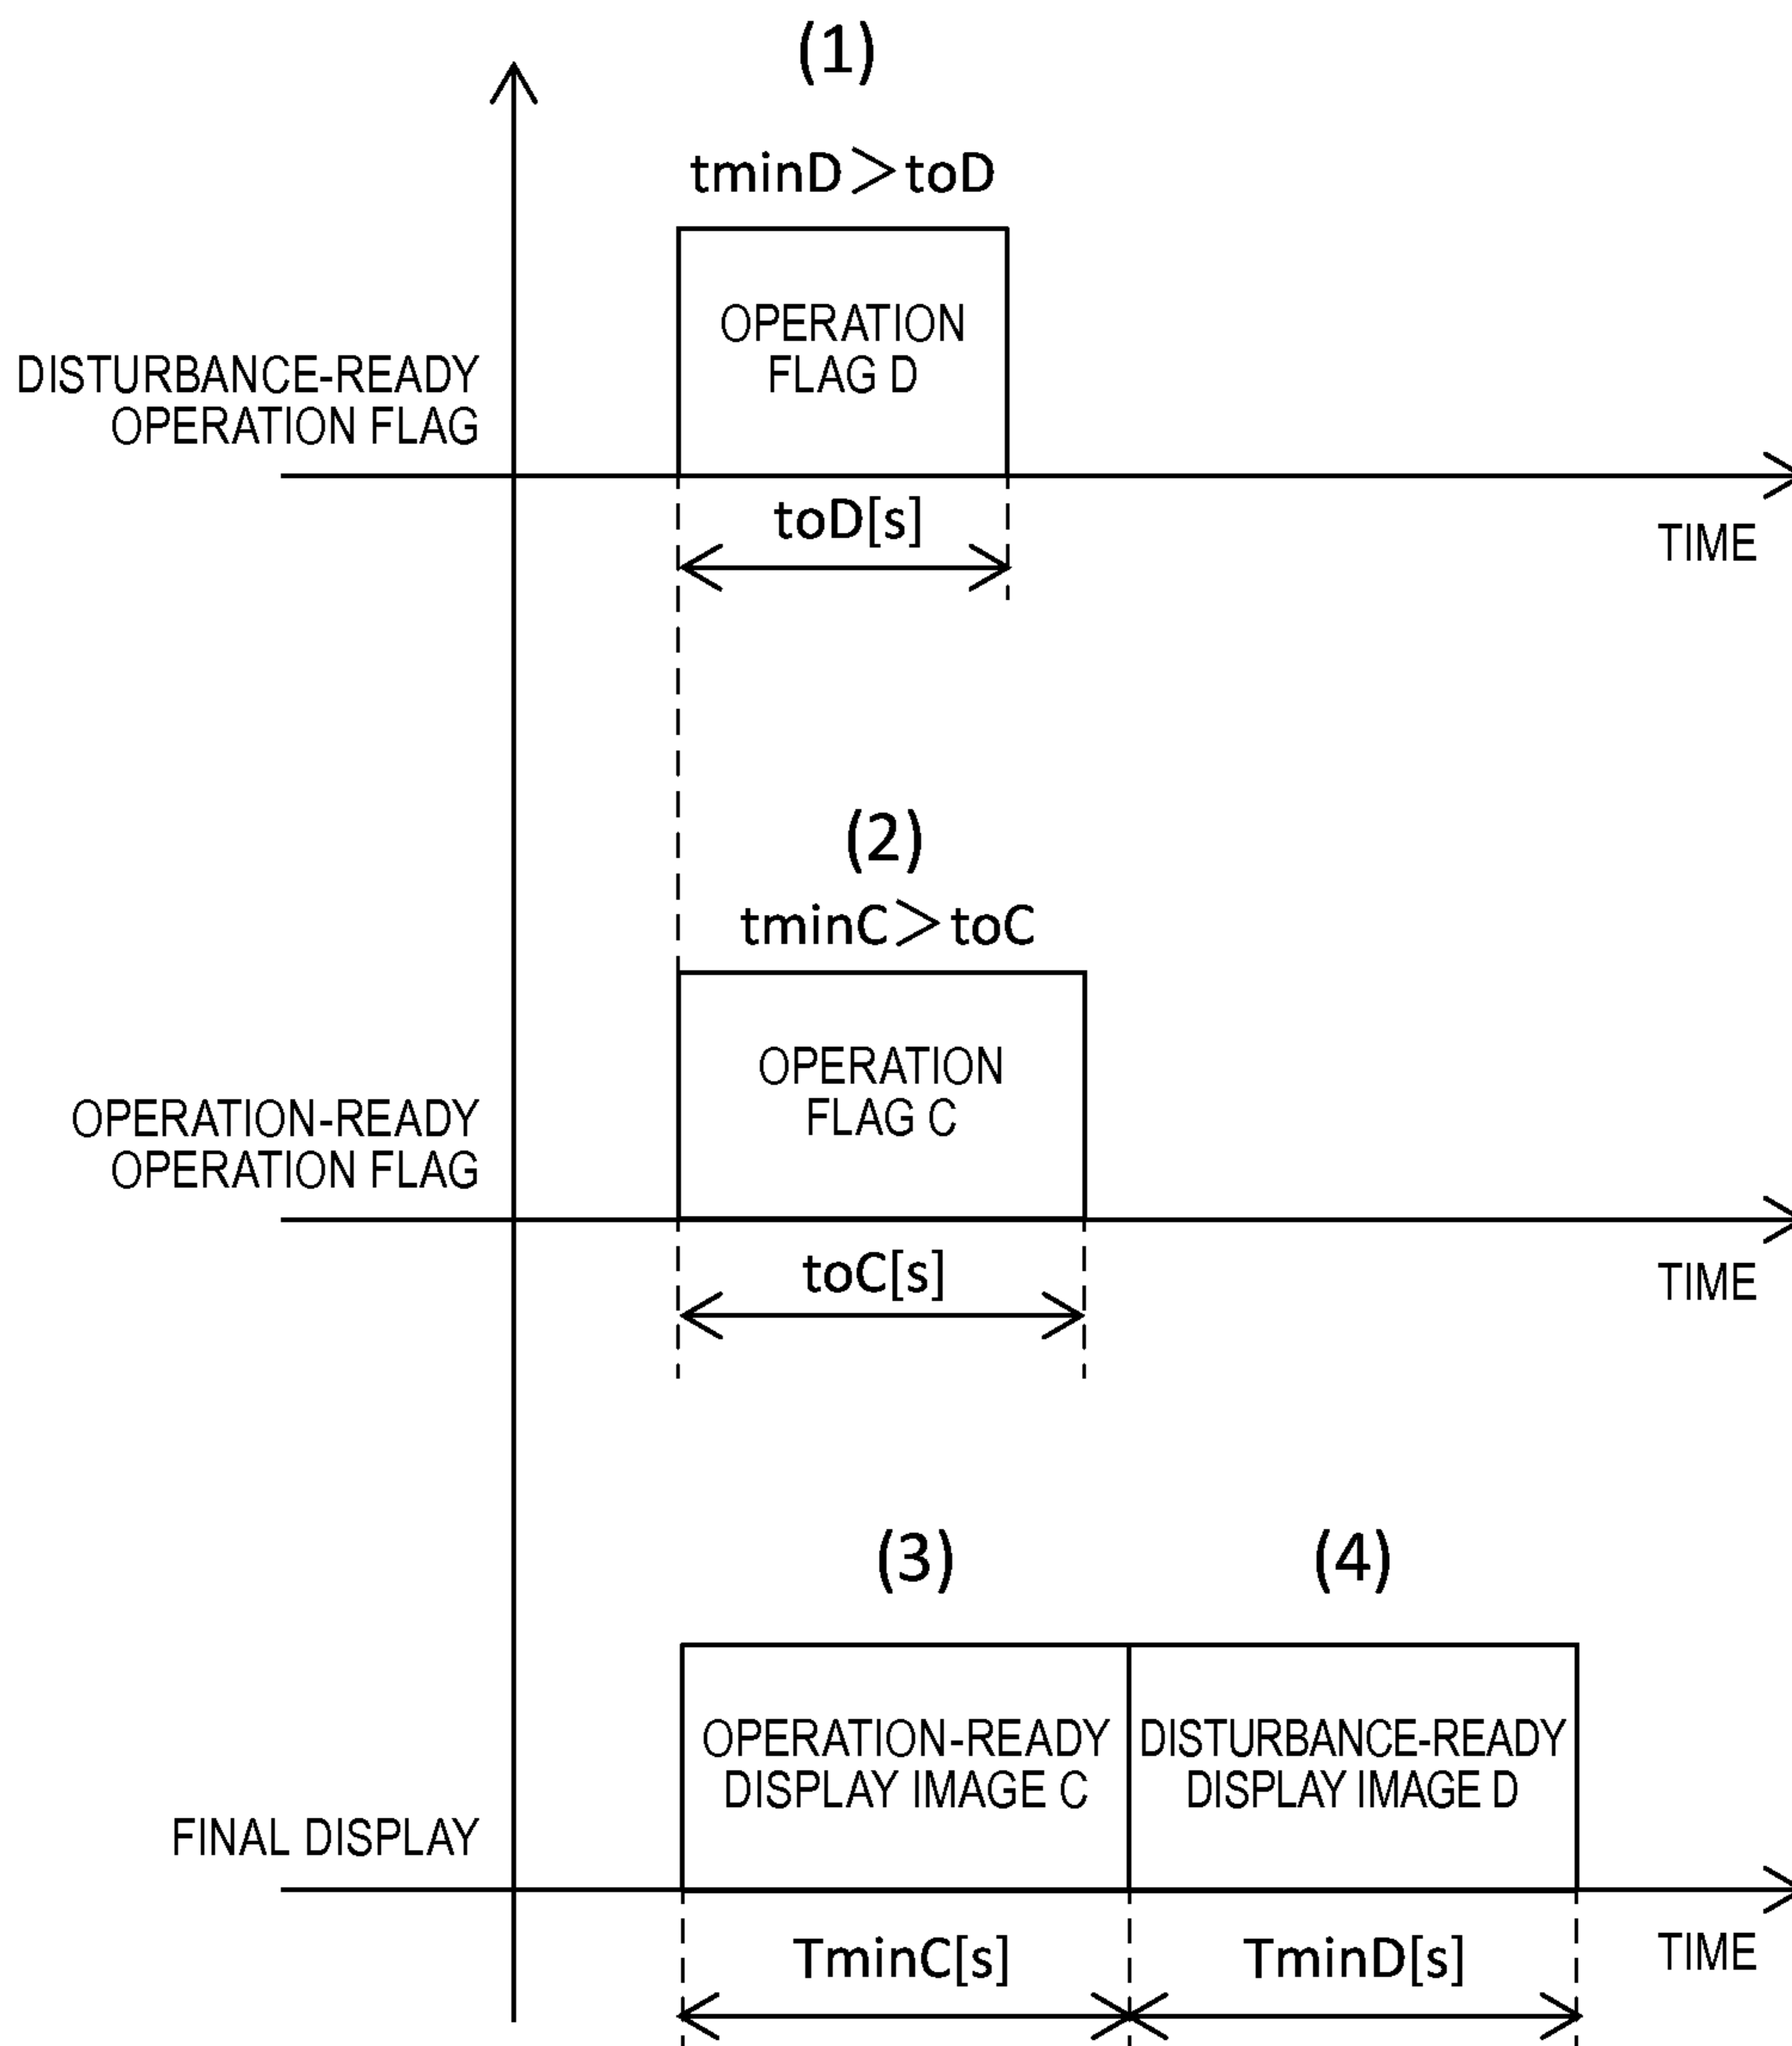 (1)
tminD＞toD
OPERATION
FLAG D
DISTURBANCE-READY
OPERATION FLAG
toD[s]
TIME
(2)
tminC＞toC
OPERATION
FLAG C
OPERATION-READY
OPERATION FLAG
toC[s]
TIME
(3)
(4)
OPERATION-READY
DISPLAY IMAGE C
DISTURBANCE-READY
DISPLAY IMAGE D
FINAL DISPLAY
TminC[s]
TminD[s]
TIME